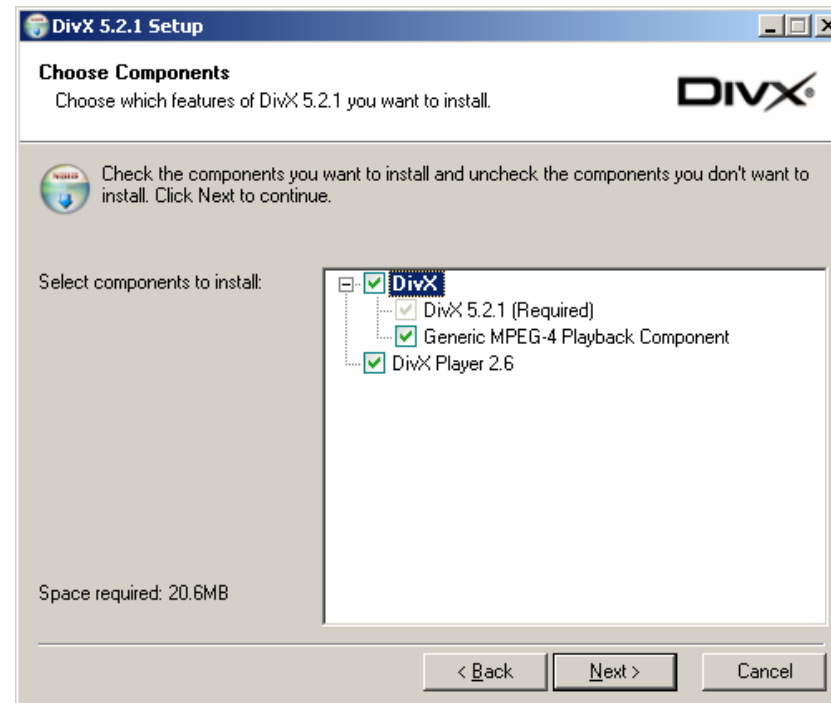 DivX 5.2.1 Setup
Choose Components
Choose which features of DivX 5.2.1 you want to install.
DIVX®
Check the components you want to install and uncheck the components you don't want to
install. Click Next to continue.
Select components to install:
DivX
DivX 5.2.1 (Required)
Generic MPEG-4 Playback Component
DivX Player 2.6
Space required: 20.6MB
< Back
Next >
Cancel